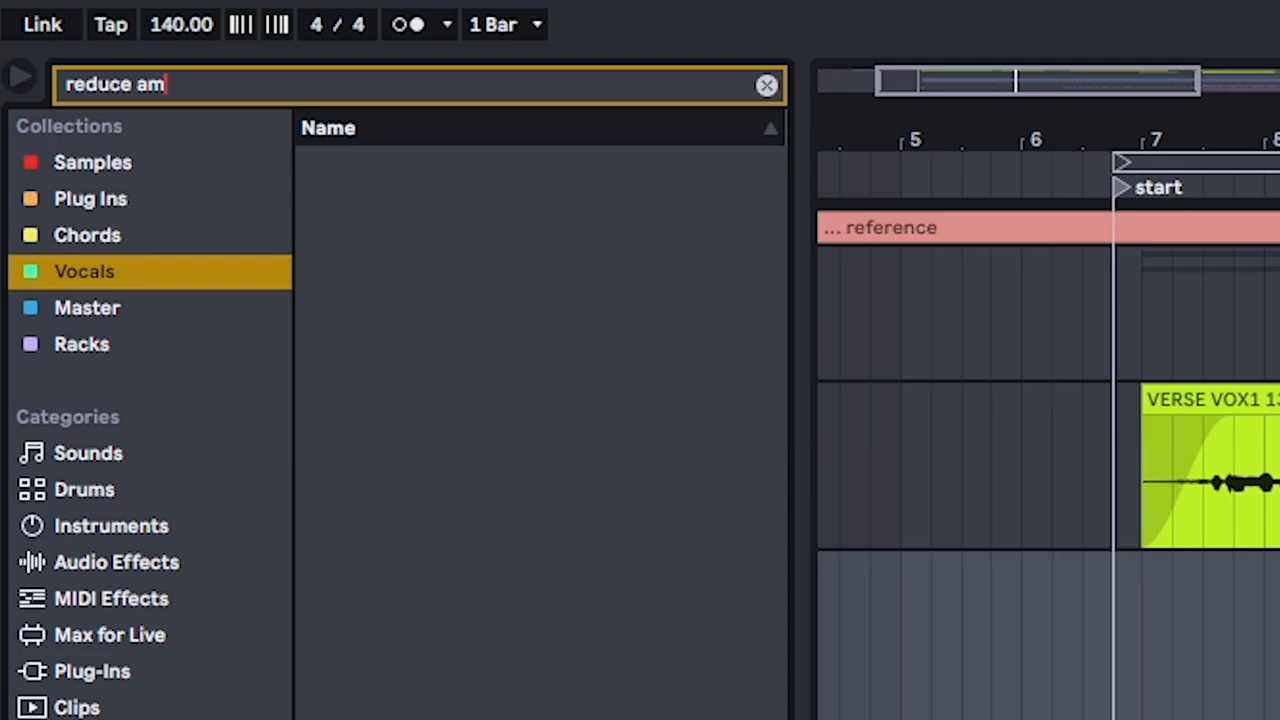 Link Tap 140.00 4 / 4 1 Bar
reduce am
Collections
Samples
Plug Ins
Chords
Vocals
Master
Racks
Categories
Sounds
Drums
Instruments
Audio Effects
MIDI Effects
Max for Live
Plug-Ins
Clips
Name
5 6 7 8
start
... reference
VERSE VOX1 13